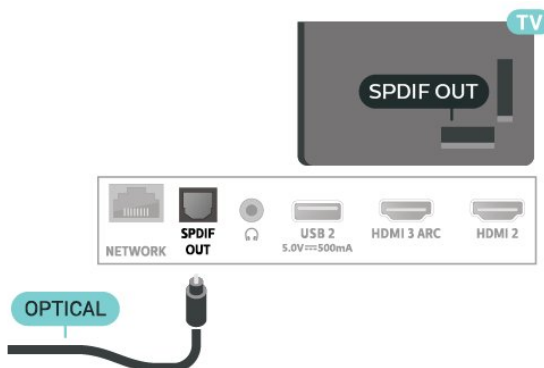 TV
SPDIF OUT
NETWORK
SPDIF
OUT
USB 2
5.0V⎓500mA
HDMI 3 ARC
HDMI 2
OPTICAL